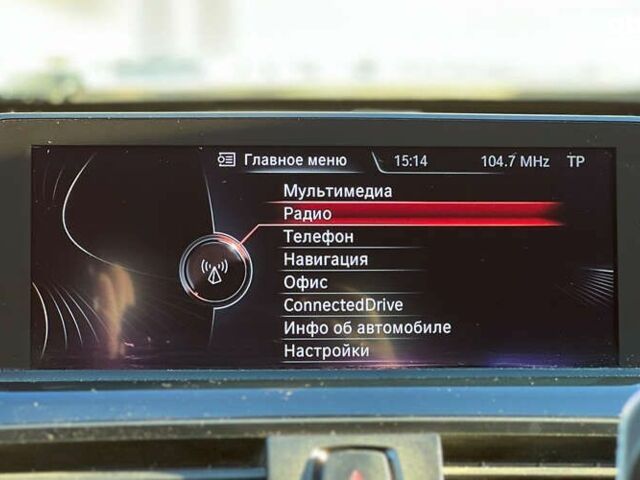 Главное меню 15:14 104.7 MHz TP
Мультимедиа
Радио
Телефон
Навигация
Офис
ConnectedDrive
Инфо об автомобиле
Настройки